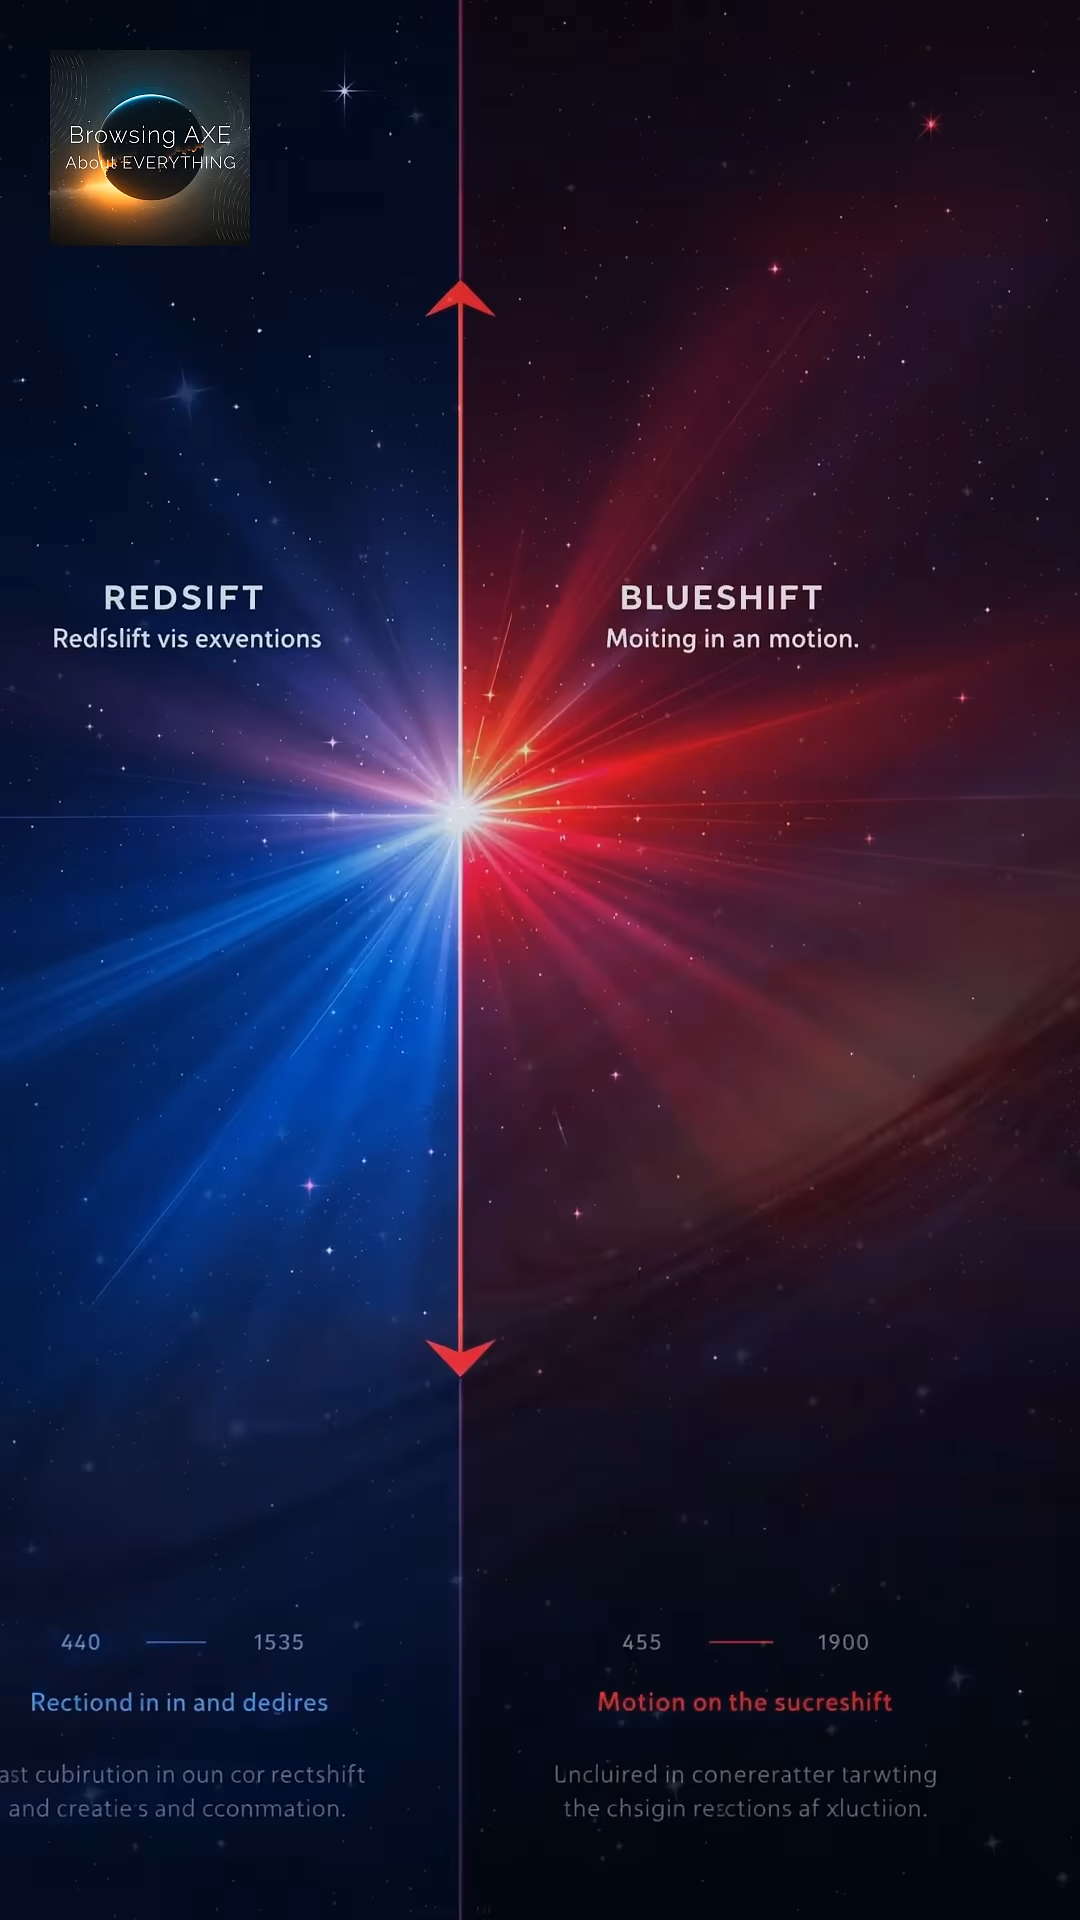 Browsing AXE
About EVERYTHING
REDSIFT
Redſslift vis exventions
BLUESHIFT
Moiting in an motion.
440 1535
Rectiond in in and dedires
ast cubirution in oun cor rectshift
and creatie s and cconmation.
455 1900
Motion on the sucreshift
Uncluired in conereratter tarwting
the chsigin resctions af xluctiion.